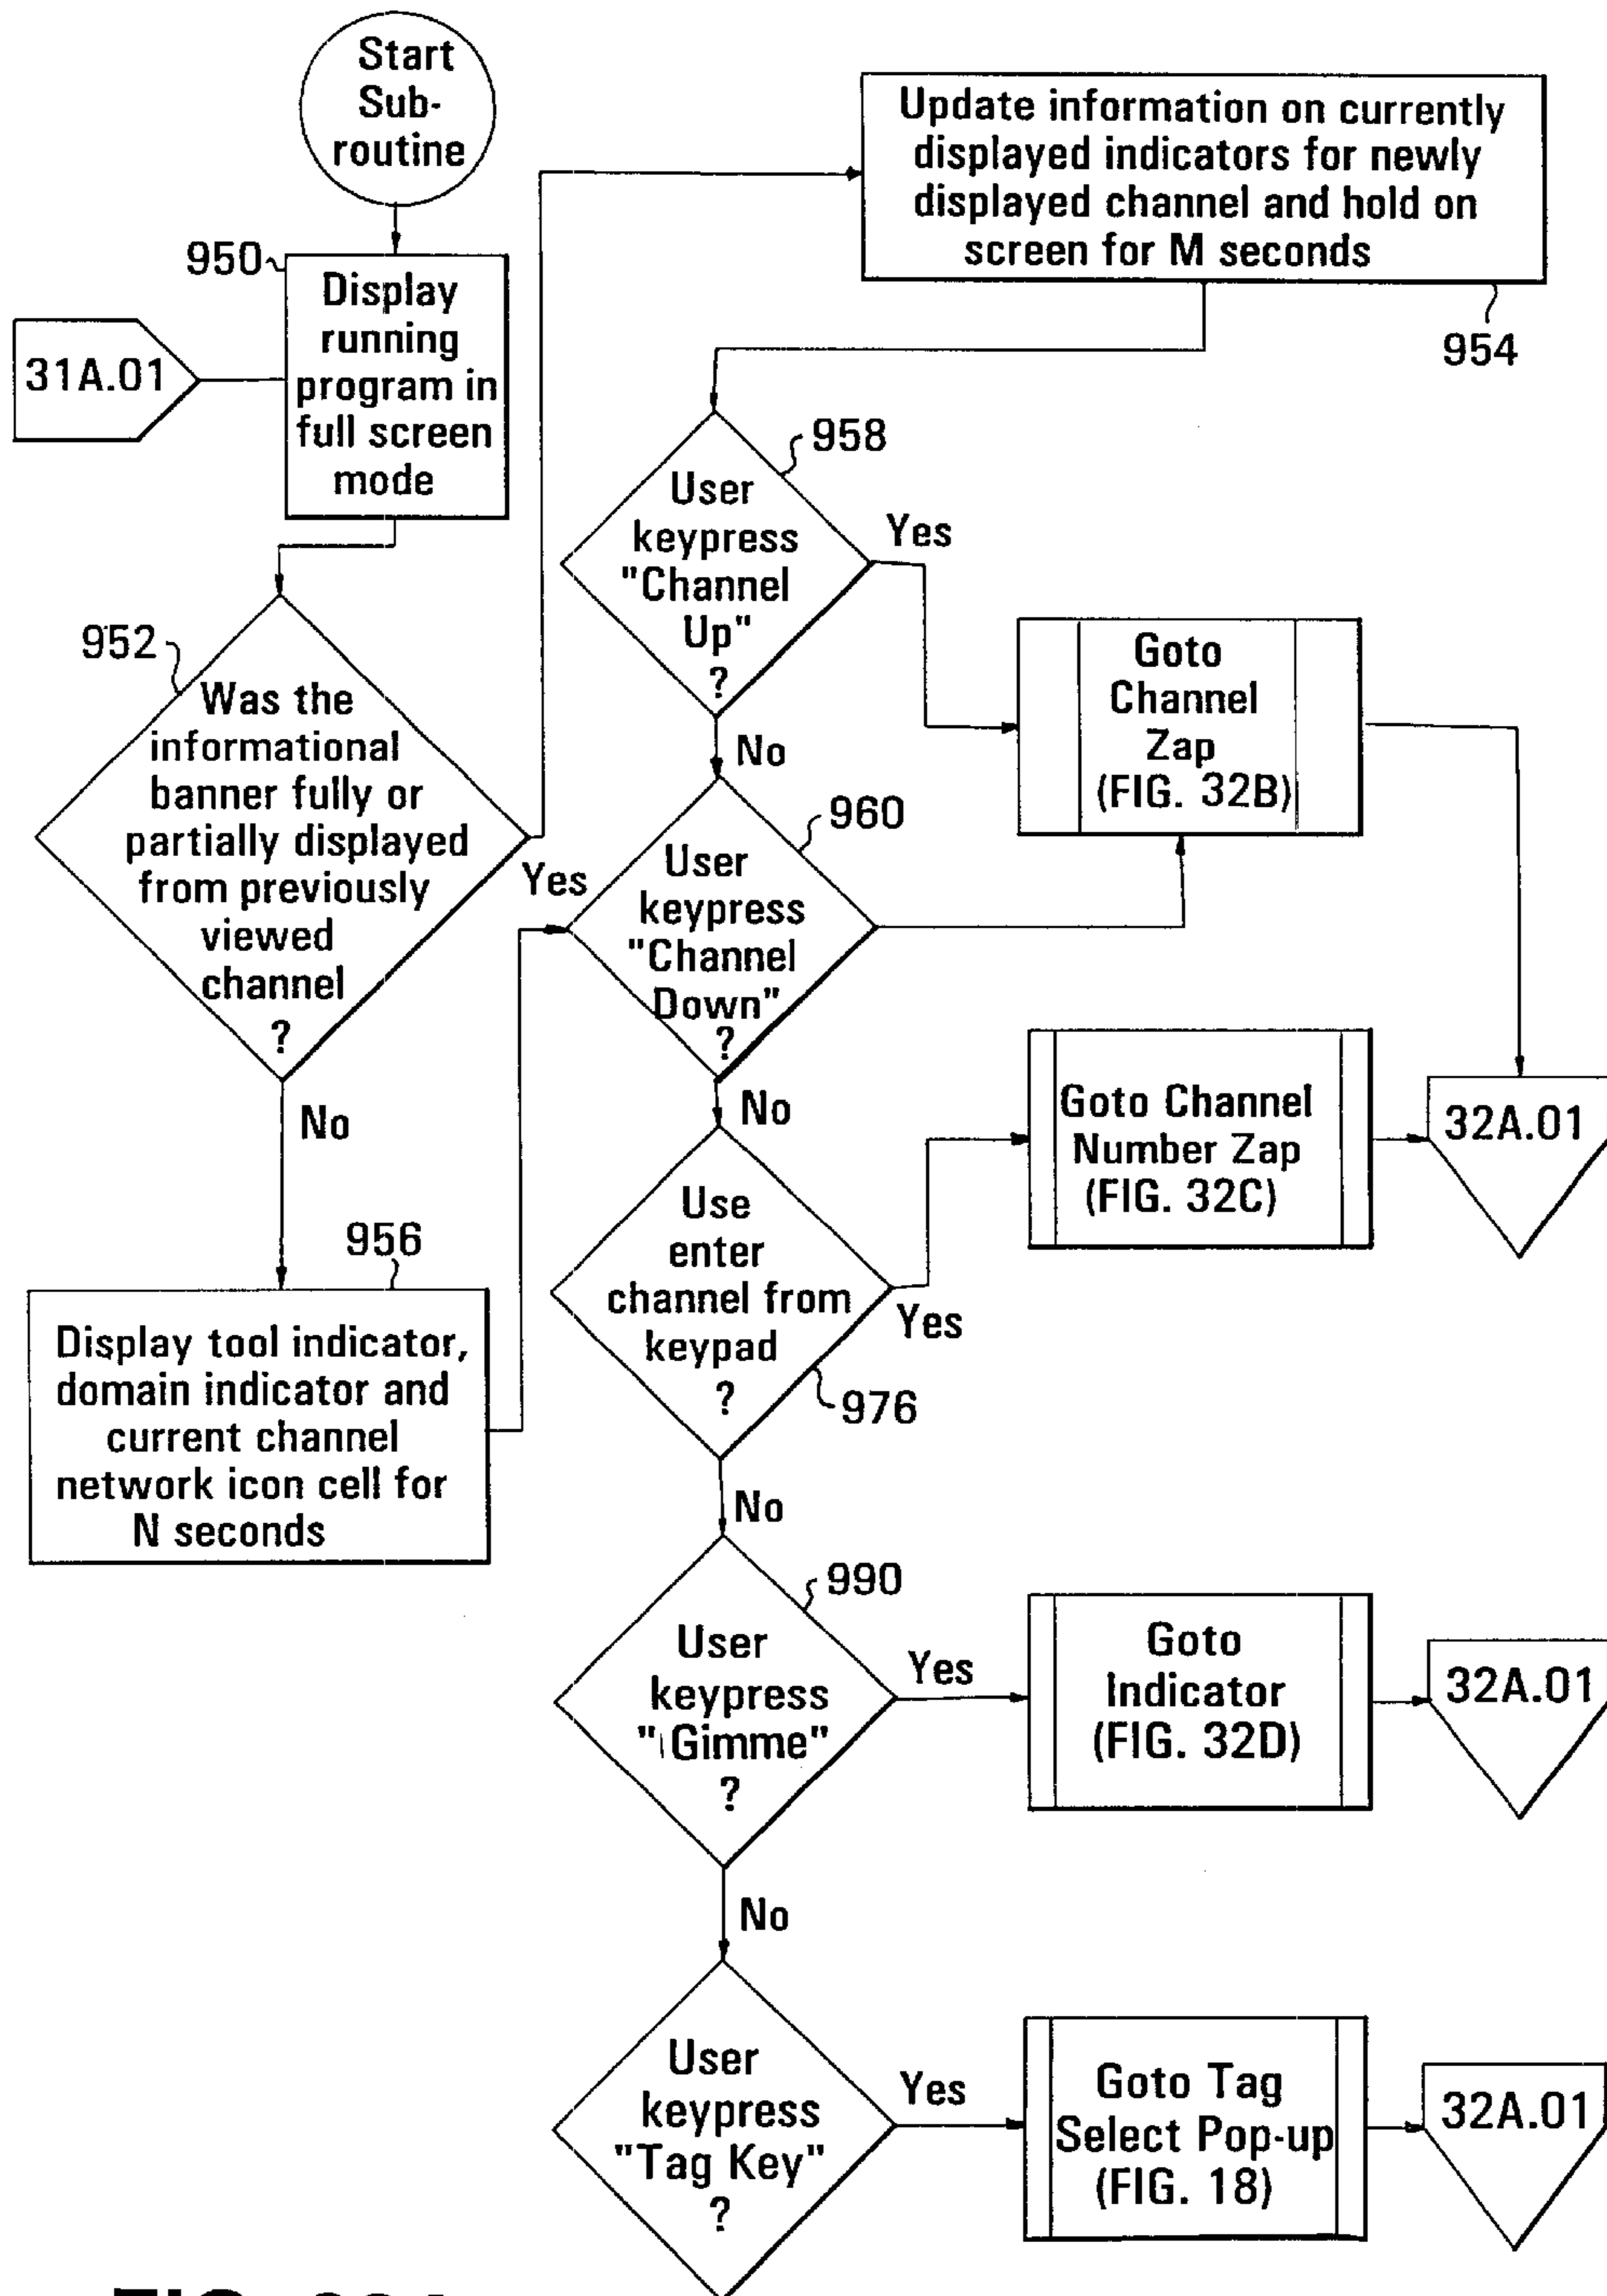 Start
Sub-
routine
950
Display
running
program in
full screen
mode
31A.01
Update information on currently
displayed indicators for newly
displayed channel and hold on
screen for M seconds
954
952
Was the
informational
banner fully or
partially displayed
from previously
viewed
channel
?
Yes
No
956
Display tool indicator,
domain indicator and
current channel
network icon cell for
N seconds
958
User
keypress
"Channel
Up"
?
Yes
No
Goto
Channel
Zap
(FIG. 32B)
960
User
keypress
"Channel
Down"
?
No
Use
enter
channel from
keypad
?
976
Yes
No
Goto Channel
Number Zap
(FIG. 32C)
32A.01
990
User
keypress
"Gimme"
?
Yes
No
Goto
Indicator
(FIG. 32D)
32A.01
User
keypress
"Tag Key"
?
Yes
Goto Tag
Select Pop-up
(FIG. 18)
32A.01